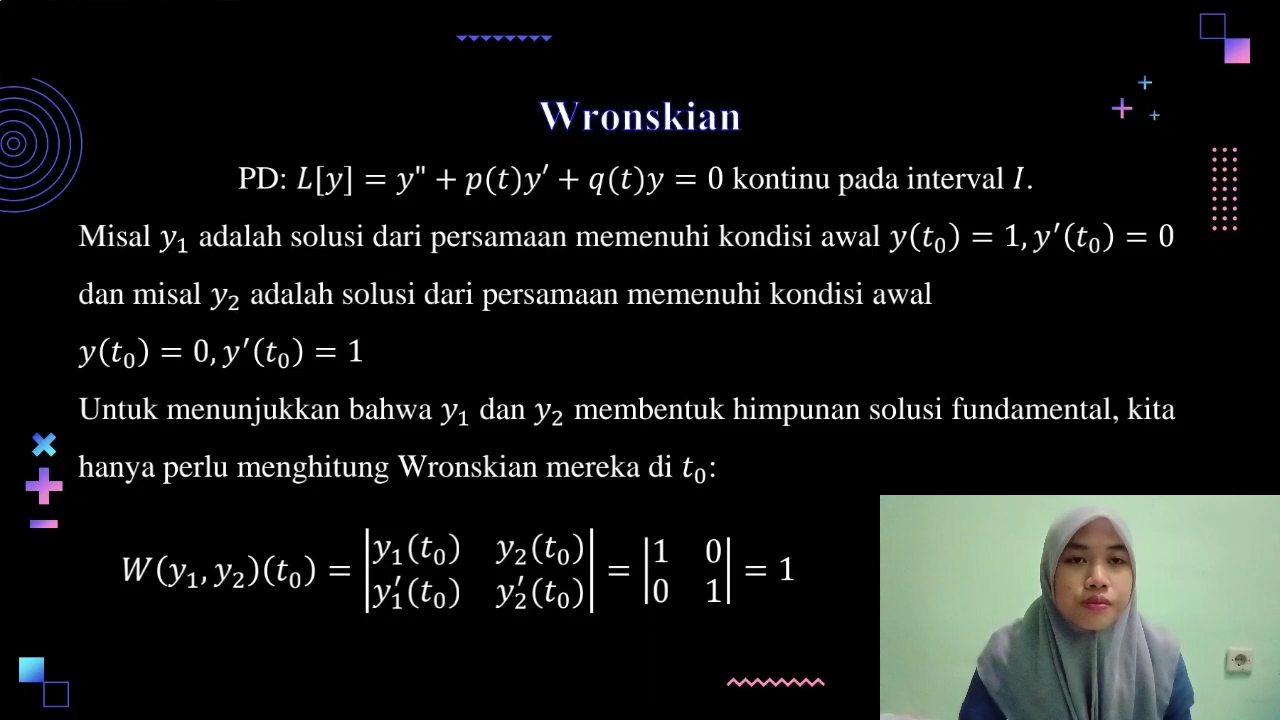 Wronskian
PD: L[y] = y" + p(t)y′ + q(t)y = 0 kontinu pada interval I.
Misal y₁ adalah solusi dari persamaan memenuhi kondisi awal y(t₀) = 1, y′(t₀) = 0
dan misal y₂ adalah solusi dari persamaan memenuhi kondisi awal
y(t₀) = 0, y′(t₀) = 1
Untuk menunjukkan bahwa y₁ dan y₂ membentuk himpunan solusi fundamental, kita
hanya perlu menghitung Wronskian mereka di t₀:
W(y₁, y₂)(t₀) = |y₁(t₀) y₂(t₀); y₁′(t₀) y₂′(t₀)| = |1 0; 0 1| = 1